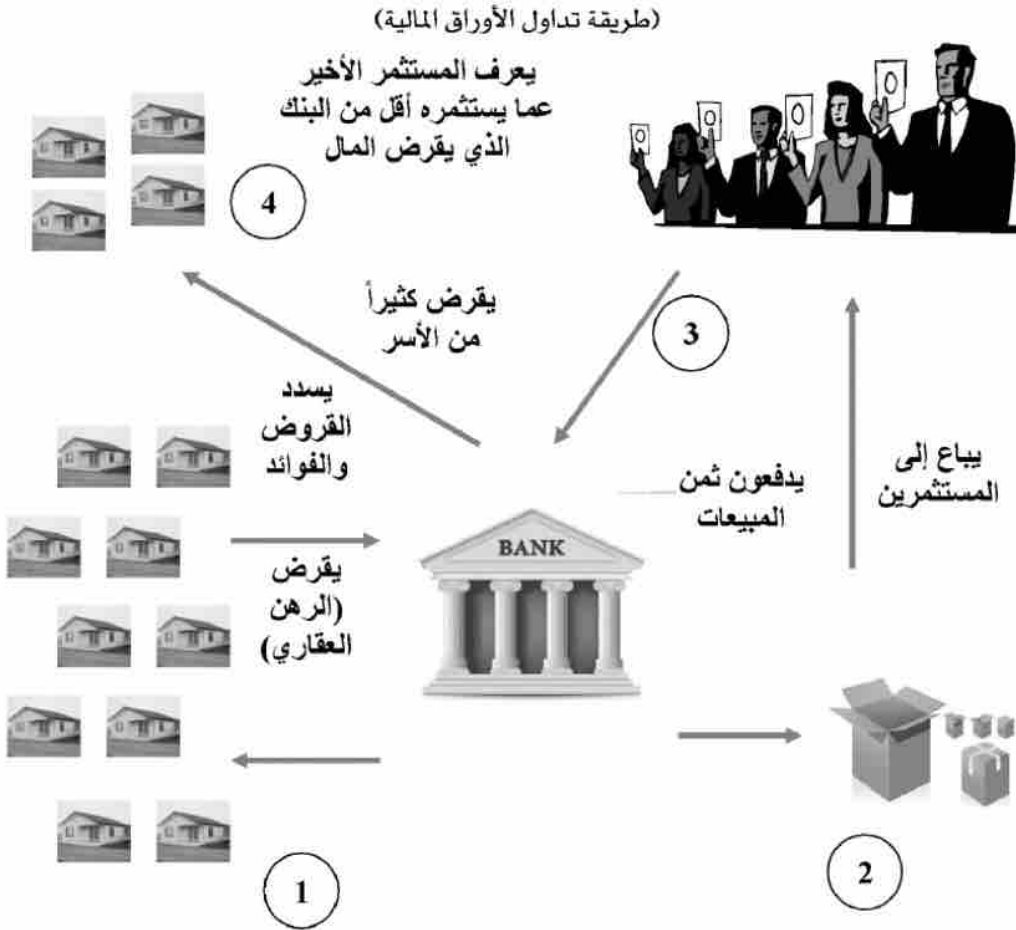 (طريقة تداول الأوراق المالية)
يعرف المستثمر الأخير
عما يستثمره أقل من البنك
الذي يقرض المال
4
يقرض كثيراً
من الأسر
3
يسدد
القروض
والفوائد
يباع إلى
المستثمرين
يدفعون ثمن
المبيعات
BANK
يقرض
(الرهن
العقاري)
2
1